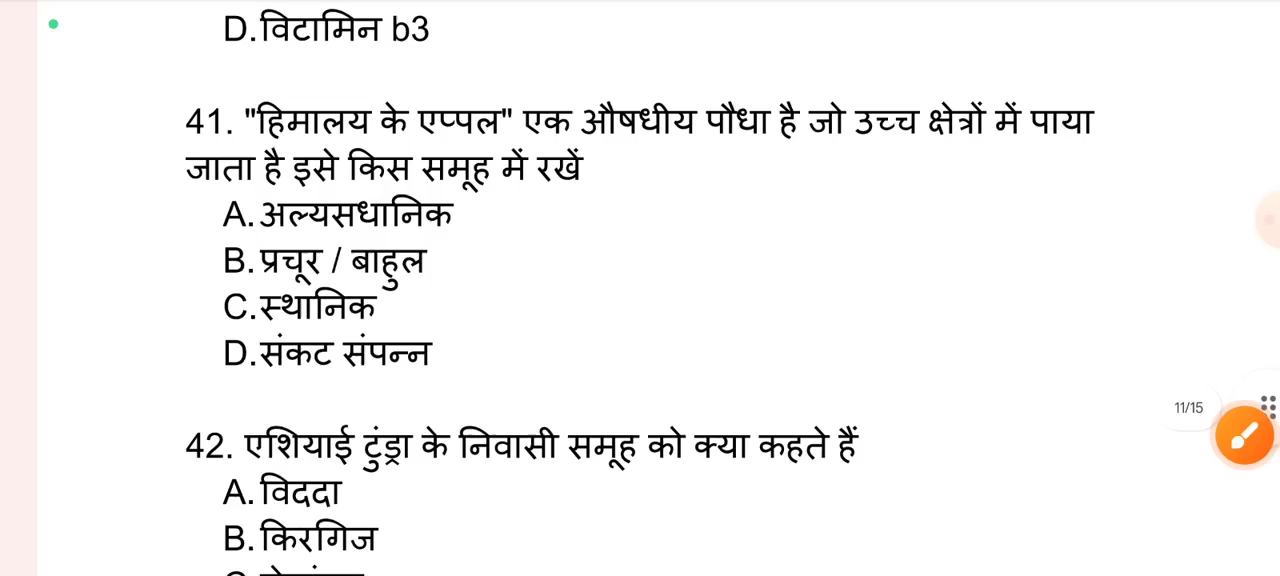 D.विटामिन b3
41. "हिमालय के एप्पल" एक औषधीय पौधा है जो उच्च क्षेत्रों में पाया
जाता है इसे किस समूह में रखें
A.अल्यसधानिक
B.प्रचूर / बाहुल
C.स्थानिक
D.संकट संपन्न
11/15
42. एशियाई टुंड्रा के निवासी समूह को क्या कहते हैं
A.विददा
B.किरगिज